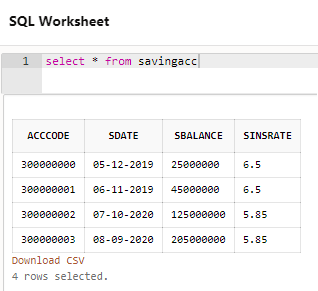 SQL Worksheet
1 select * from savingacc
ACCCODE SDATE SBALANCE SINSRATE
300000000 05-12-2019 25000000 6.5
300000001 06-11-2019 45000000 6.5
300000002 07-10-2020 125000000 5.85
300000003 08-09-2020 205000000 5.85
Download CSV
4 rows selected.